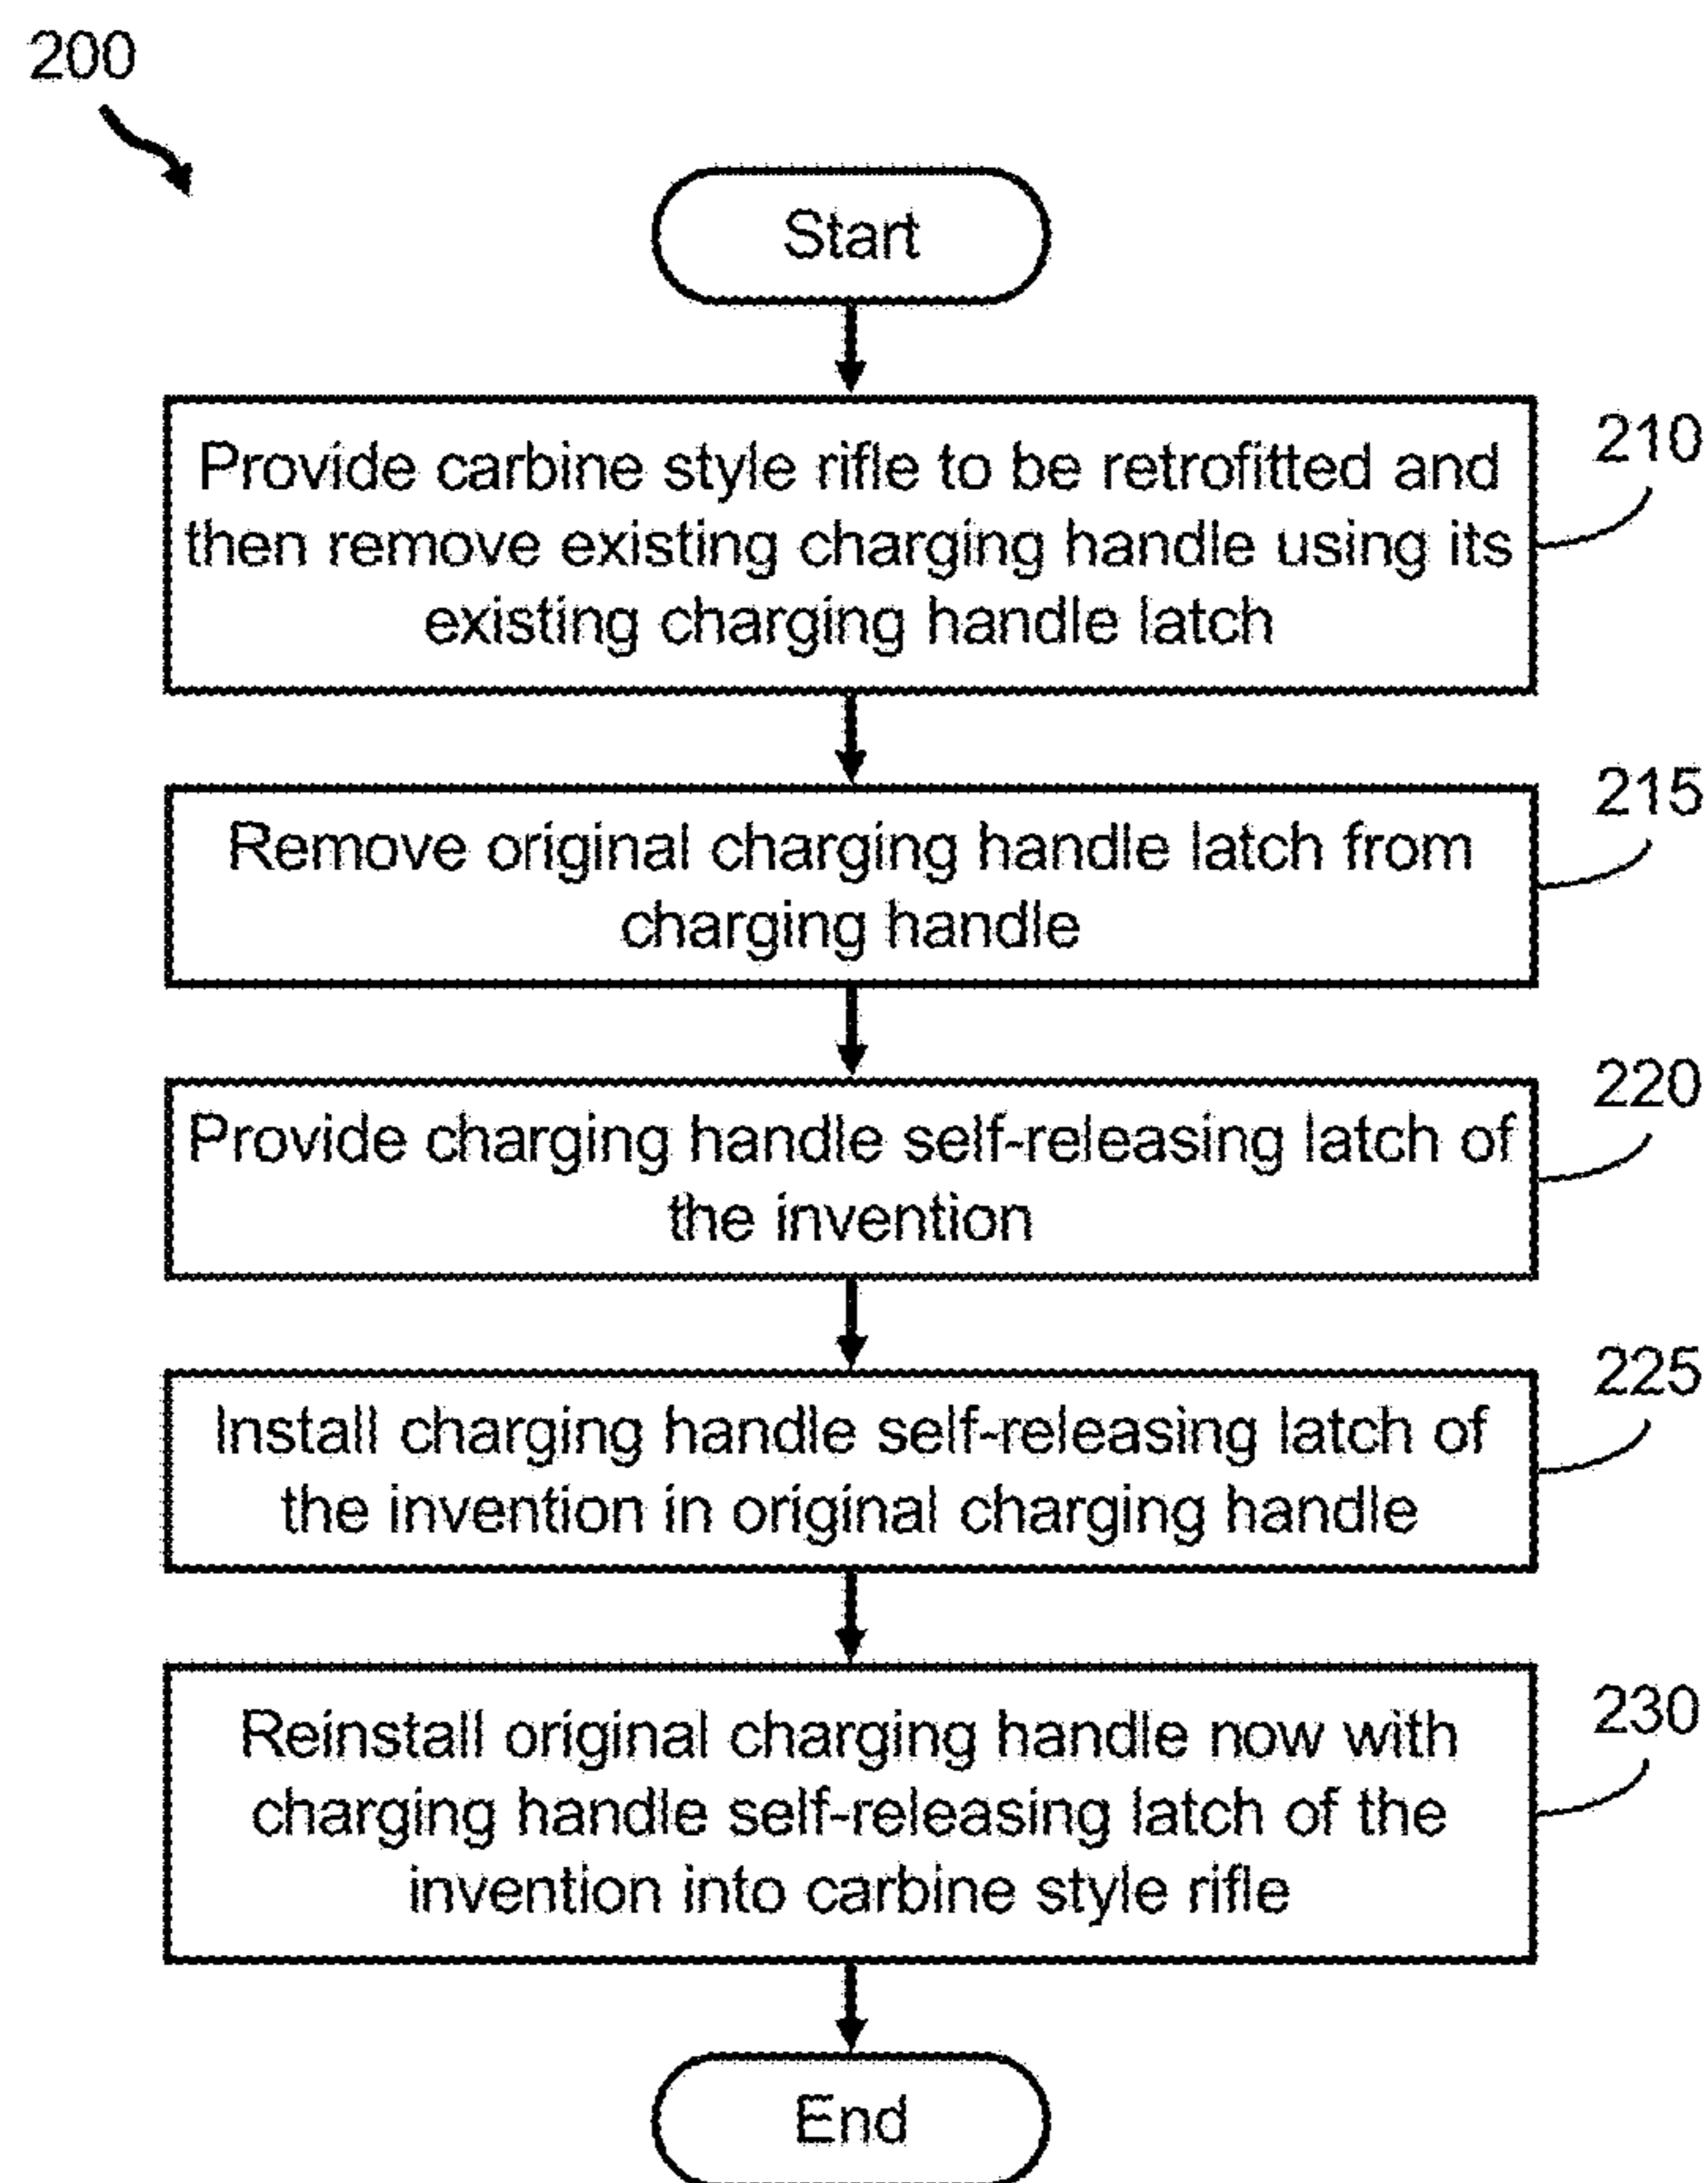 200
Start
Provide carbine style rifle to be retrofitted and
then remove existing charging handle using its
existing charging handle latch
210
Remove original charging handle latch from
charging handle
215
Provide charging handle self-releasing latch of
the invention
220
Install charging handle self-releasing latch of
the invention in original charging handle
225
Reinstall original charging handle now with
charging handle self-releasing latch of the
invention into carbine style rifle
230
End